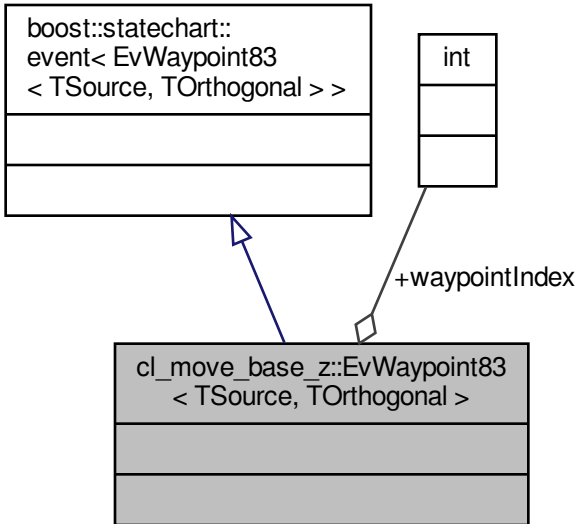 boost::statechart::
event< EvWaypoint83
< TSource, TOrthogonal > >
int
+waypointIndex
cl_move_base_z::EvWaypoint83
< TSource, TOrthogonal >